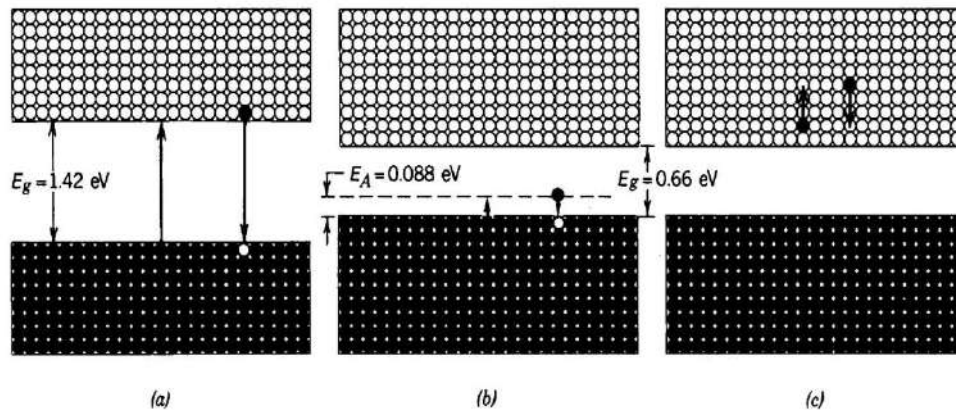 E_g = 1.42 eV
E_A = 0.088 eV
E_g = 0.66 eV
(a)
(b)
(c)